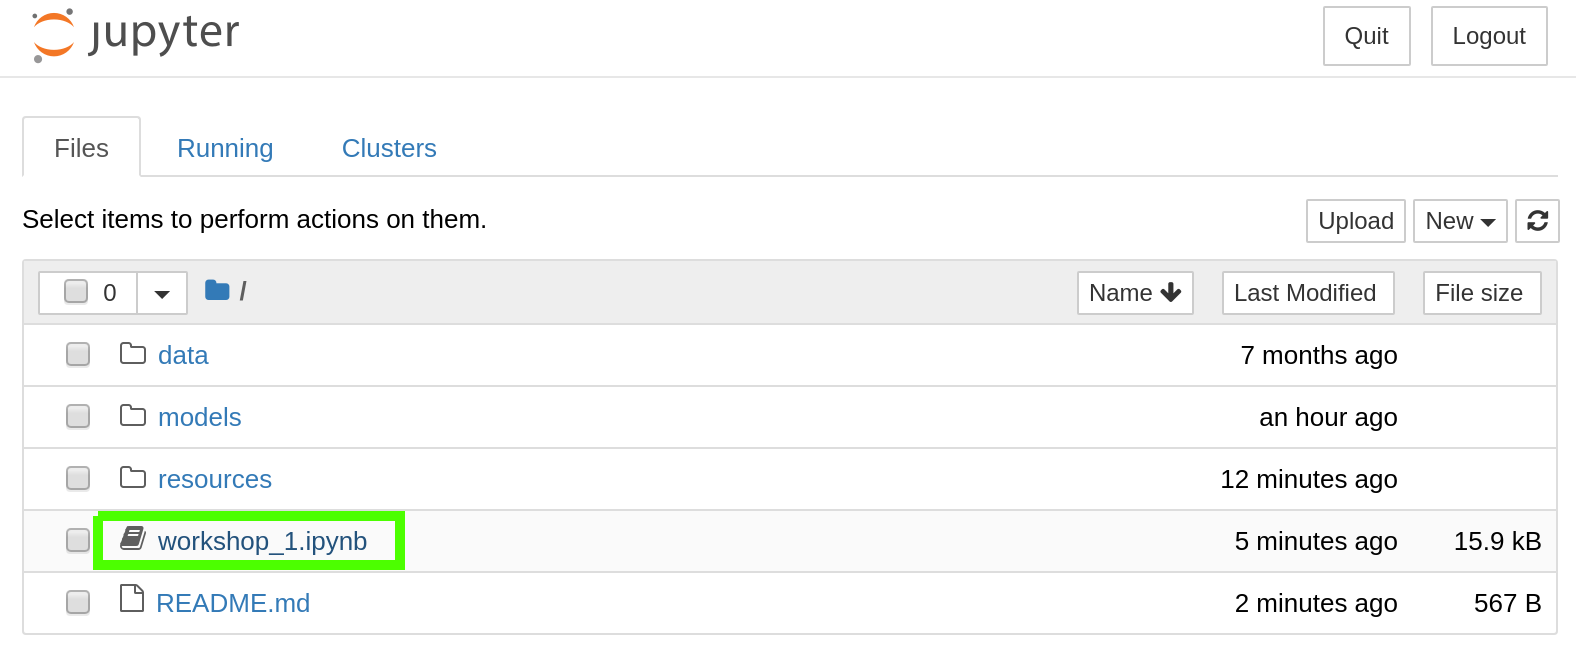 jupyter Quit Logout
Files Running Clusters
Select items to perform actions on them. Upload New
0 / Name Last Modified File size
data 7 months ago
models an hour ago
resources 12 minutes ago
workshop_1.ipynb 5 minutes ago 15.9 kB
README.md 2 minutes ago 567 B